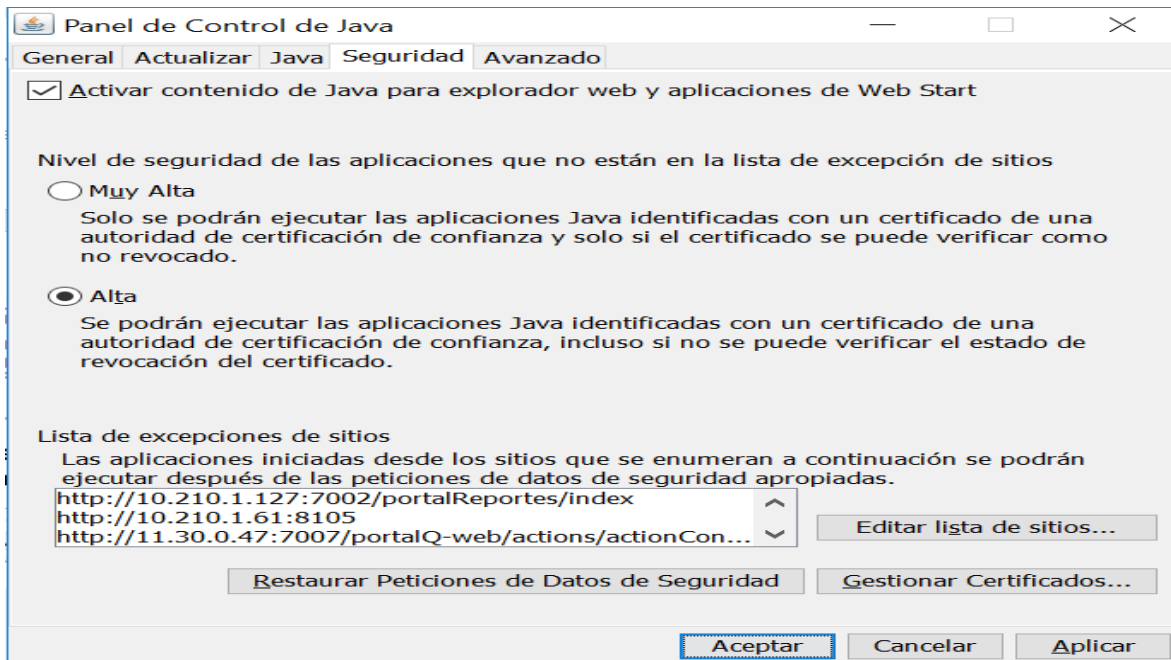 Panel de Control de Java
General Actualizar Java Seguridad Avanzado
Activar contenido de Java para explorador web y aplicaciones de Web Start
Nivel de seguridad de las aplicaciones que no están en la lista de excepción de sitios
Muy Alta
Solo se podrán ejecutar las aplicaciones Java identificadas con un certificado de una
autoridad de certificación de confianza y solo si el certificado se puede verificar como
no revocado.
Alta
Se podrán ejecutar las aplicaciones Java identificadas con un certificado de una
autoridad de certificación de confianza, incluso si no se puede verificar el estado de
revocación del certificado.
Lista de excepciones de sitios
Las aplicaciones iniciadas desde los sitios que se enumeran a continuación se podrán
ejecutar después de las peticiones de datos de seguridad apropiadas.
http://10.210.1.127:7002/portalReportes/index
http://10.210.1.61:8105
http://11.30.0.47:7007/portalQ-web/actions/actionCon...
Editar lista de sitios...
Restaurar Peticiones de Datos de Seguridad Gestionar Certificados...
Aceptar Cancelar Aplicar